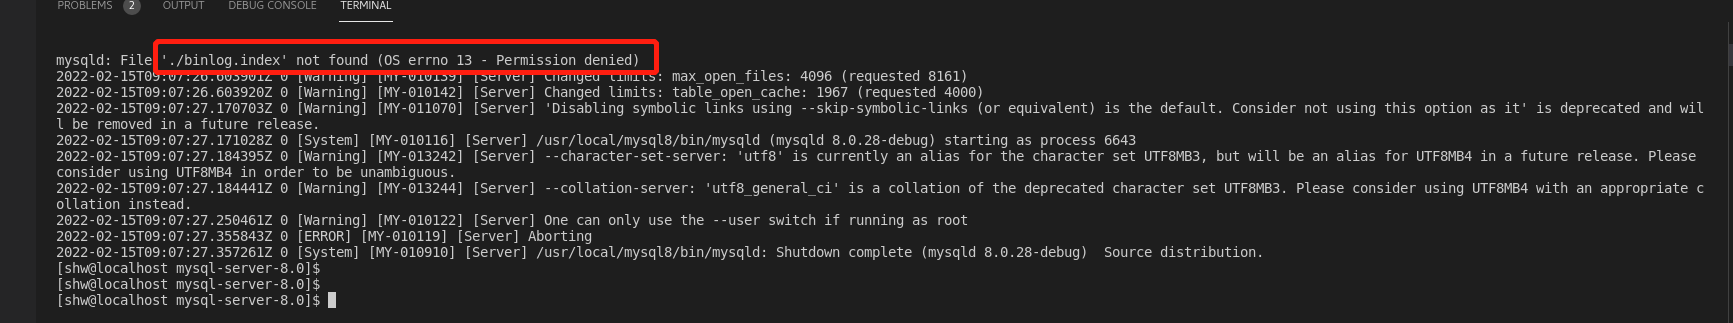 PROBLEMS 2 OUTPUT DEBUG CONSOLE TERMINAL
mysqld: File './binlog.index' not found (OS errno 13 - Permission denied)
2022-02-15T09:07:26.603901Z 0 [Warning] [MY-010139] [Server] Changed limits: max_open_files: 4096 (requested 8161)
2022-02-15T09:07:26.603920Z 0 [Warning] [MY-010142] [Server] Changed limits: table_open_cache: 1967 (requested 4000)
2022-02-15T09:07:27.170703Z 0 [Warning] [MY-011070] [Server] 'Disabling symbolic links using --skip-symbolic-links (or equivalent) is the default. Consider not using this option as it' is deprecated and wil
l be removed in a future release.
2022-02-15T09:07:27.171028Z 0 [System] [MY-010116] [Server] /usr/local/mysql8/bin/mysqld (mysqld 8.0.28-debug) starting as process 6643
2022-02-15T09:07:27.184395Z 0 [Warning] [MY-013242] [Server] --character-set-server: 'utf8' is currently an alias for the character set UTF8MB3, but will be an alias for UTF8MB4 in a future release. Please
consider using UTF8MB4 in order to be unambiguous.
2022-02-15T09:07:27.184441Z 0 [Warning] [MY-013244] [Server] --collation-server: 'utf8_general_ci' is a collation of the deprecated character set UTF8MB3. Please consider using UTF8MB4 with an appropriate c
ollation instead.
2022-02-15T09:07:27.250461Z 0 [Warning] [MY-010122] [Server] One can only use the --user switch if running as root
2022-02-15T09:07:27.355843Z 0 [ERROR] [MY-010119] [Server] Aborting
2022-02-15T09:07:27.357261Z 0 [System] [MY-010910] [Server] /usr/local/mysql8/bin/mysqld: Shutdown complete (mysqld 8.0.28-debug)  Source distribution.
[shw@localhost mysql-server-8.0]$
[shw@localhost mysql-server-8.0]$
[shw@localhost mysql-server-8.0]$